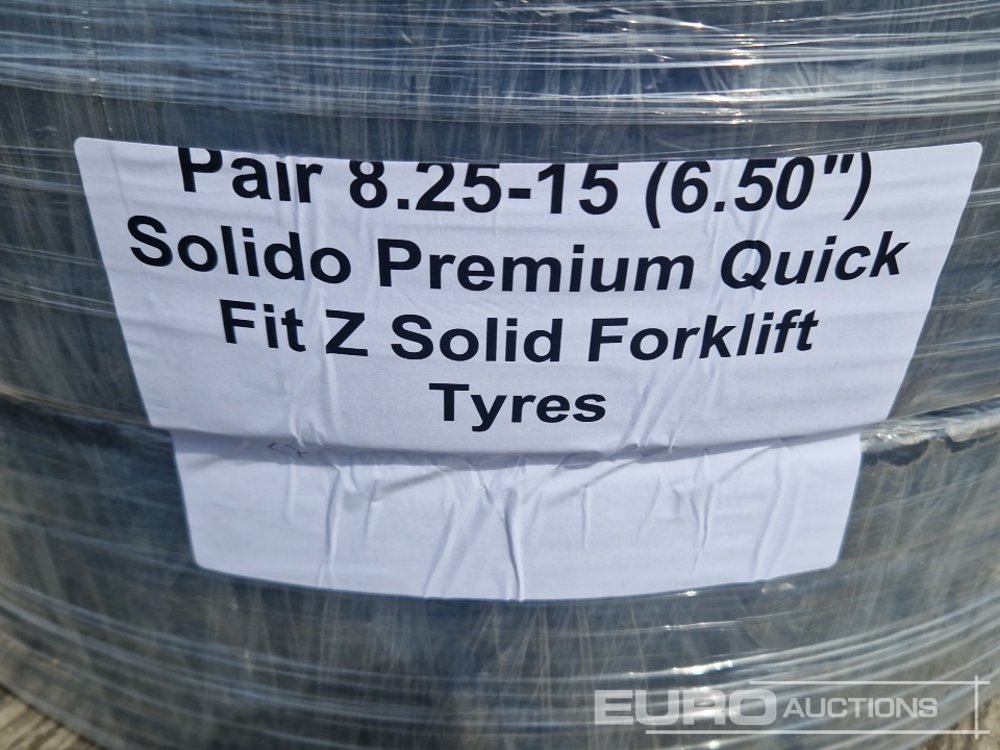 Pair 8.25-15 (6.50")
Solido Premium Quick
Fit Z Solid Forklift
Tyres
EURO AUCTIONS